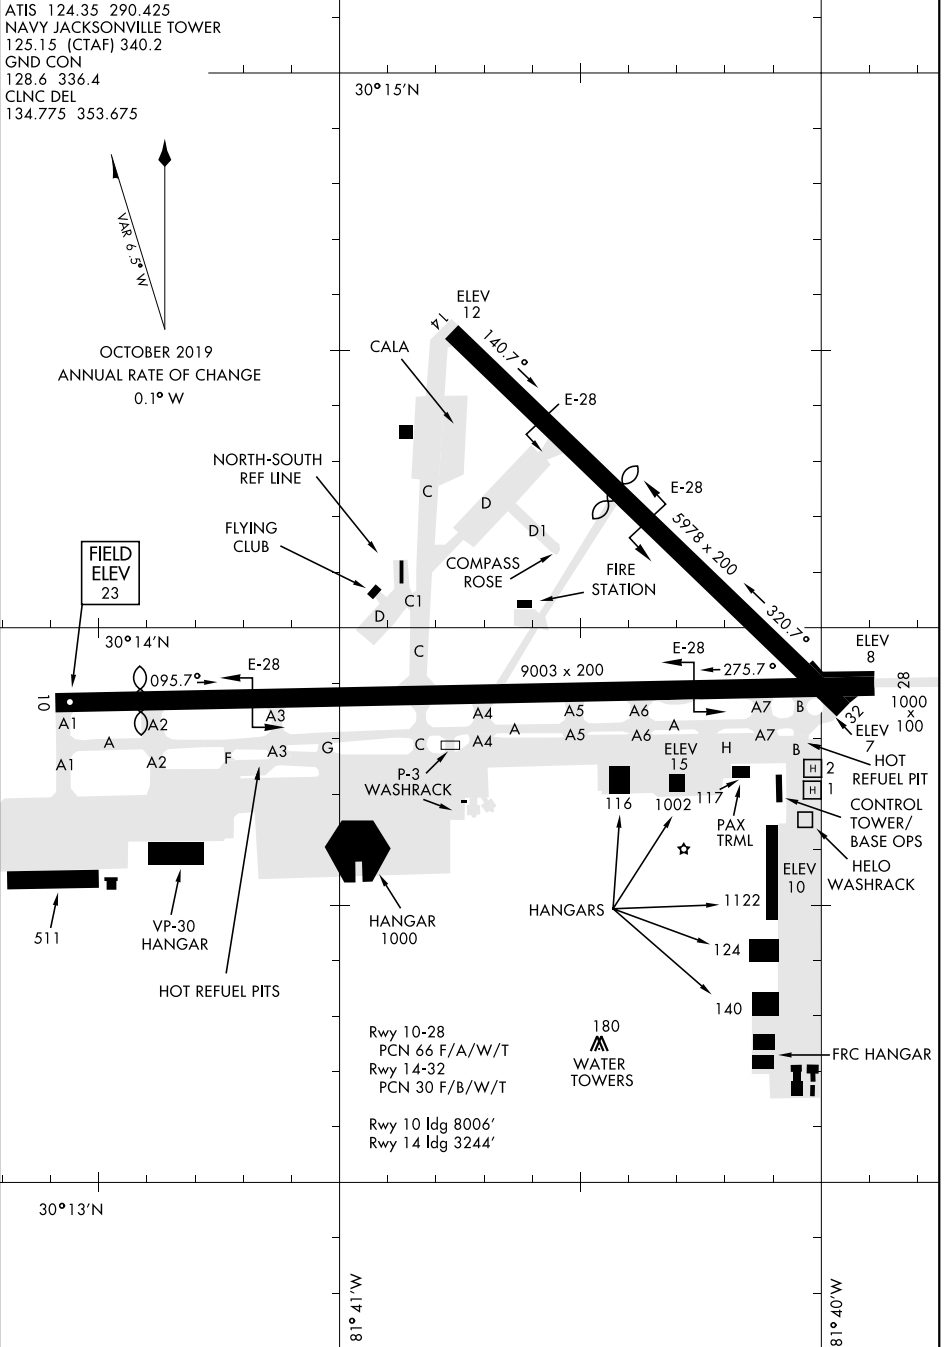 ATIS 124.35 290.425
NAVY JACKSONVILLE TOWER
125.15 (CTAF) 340.2
GND CON
128.6 336.4
CLNC DEL
134.775 353.675
30°15'N
VAR 6.5° W
OCTOBER 2019
ANNUAL RATE OF CHANGE
0.1° W
ELEV
12
14
140.7°
CALA
E-28
NORTH-SOUTH
REF LINE
C
D
E-28
FLYING
CLUB
D1
5978 x 200
FIELD
ELEV
23
COMPASS
ROSE
FIRE
STATION
C1
D
320.7°
30°14'N
C
E-28
E-28
ELEV
8
095.7°
9003 x 200
275.7°
28
10
1000
x
100
A1
A2
A3
A4
A5
A6
A7
B
32
ELEV
7
A
A
A
A1
A2
F
A3
G
C
A4
A5
A6
H
A7
B
ELEV
15
HOT
REFUEL PIT
P-3
WASHRACK
H 2
H 1
116
1002
117
PAX
TRML
CONTROL
TOWER/
BASE OPS
ELEV
10
HELO
WASHRACK
511
VP-30
HANGAR
HANGAR
1000
HANGARS
1122
124
140
HOT REFUEL PITS
Rwy 10-28
PCN 66 F/A/W/T
Rwy 14-32
PCN 30 F/B/W/T
180
WATER
TOWERS
FRC HANGAR
Rwy 10 ldg 8006'
Rwy 14 ldg 3244'
30°13'N
81° 41'W
81° 40'W